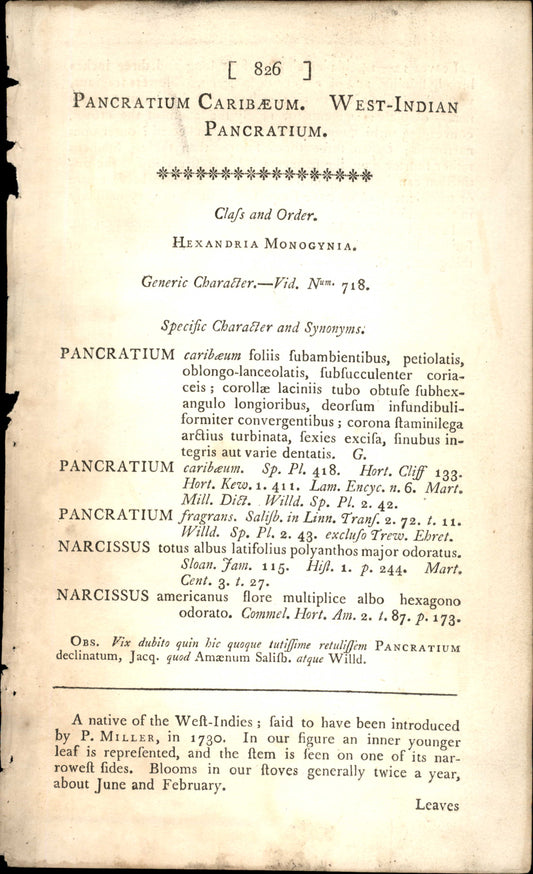 [ 826 ]
PANCRATIUM CARIBÆUM. WEST-INDIAN
PANCRATIUM.
*****************
Claſs and Order.
HEXANDRIA MONOGYNIA.
Generic Character.—Vid. Num. 718.
Specific Character and Synonyms.
PANCRATIUM caribæum foliis ſubambientibus, petiolatis,
oblongo-lanceolatis, ſubſucculenter coria-
ceis; corollæ laciniis tubo obtuſe ſubhex-
angulo longioribus, deorſum infundibuli-
formiter convergentibus; corona ſtaminilega
arctius turbinata, ſexies exciſa, ſinubus in-
tegris aut varie dentatis. G.
PANCRATIUM caribæum. Sp. Pl. 418. Hort. Cliff 133.
Hort. Kew. 1. 411. Lam. Encyc. n. 6. Mart.
Mill. Dict. Willd. Sp. Pl. 2. 42.
PANCRATIUM fragrans. Saliſb. in Linn. Tranſ. 2. 72. t. 11.
Willd. Sp. Pl. 2. 43. excluſo Trew. Ehret.
NARCISSUS totus albus latifolius polyanthos major odoratus.
Sloan. Jam. 115. Hiſt. 1. p. 244. Mart.
Cent. 3. t. 27.
NARCISSUS americanus flore multiplice albo hexagono
odorato. Commel. Hort. Am. 2. t. 87. p. 173.
OBS. Vix dubito quin hic quoque tutiſſime retuliſſem PANCRATIUM
declinatum, Jacq. quod Amænum Saliſb. atque Willd.
A native of the Weſt-Indies; ſaid to have been introduced
by P. MILLER, in 1730. In our figure an inner younger
leaf is repreſented, and the ſtem is ſeen on one of its nar-
roweſt ſides. Blooms in our ſtoves generally twice a year,
about June and February.
Leaves